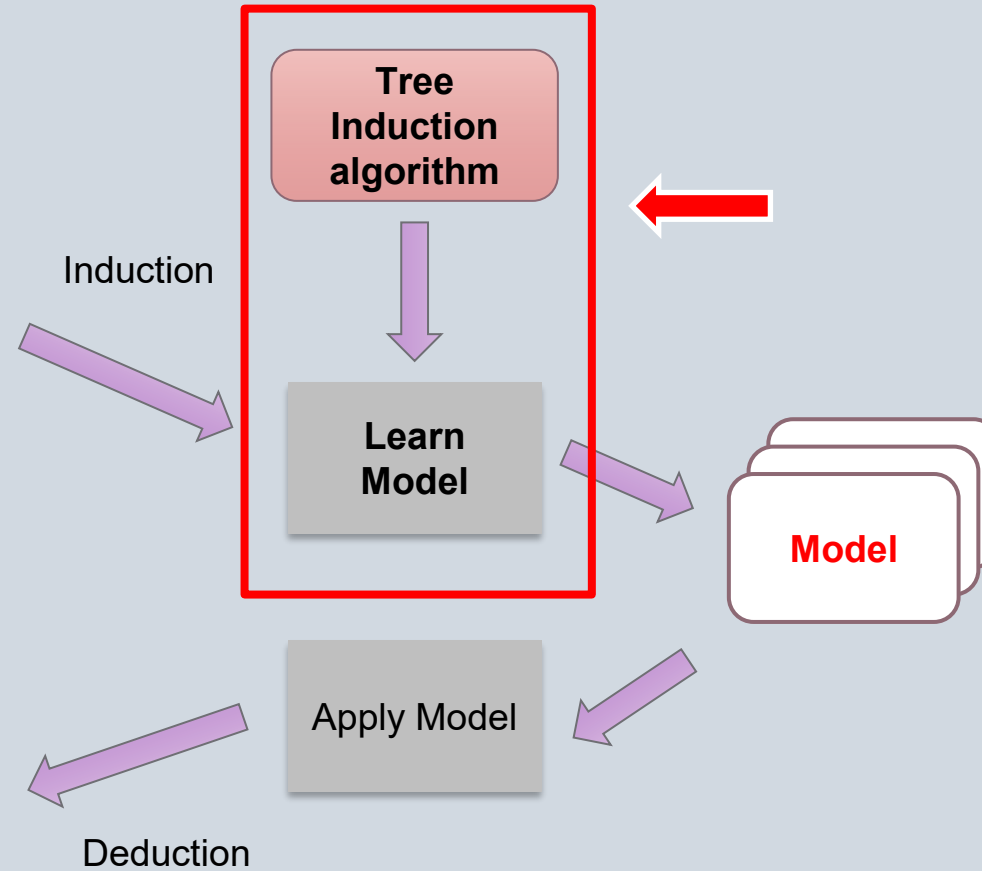 Tree
Induction
algorithm
Induction
Learn
Model
Model
Apply Model
Deduction